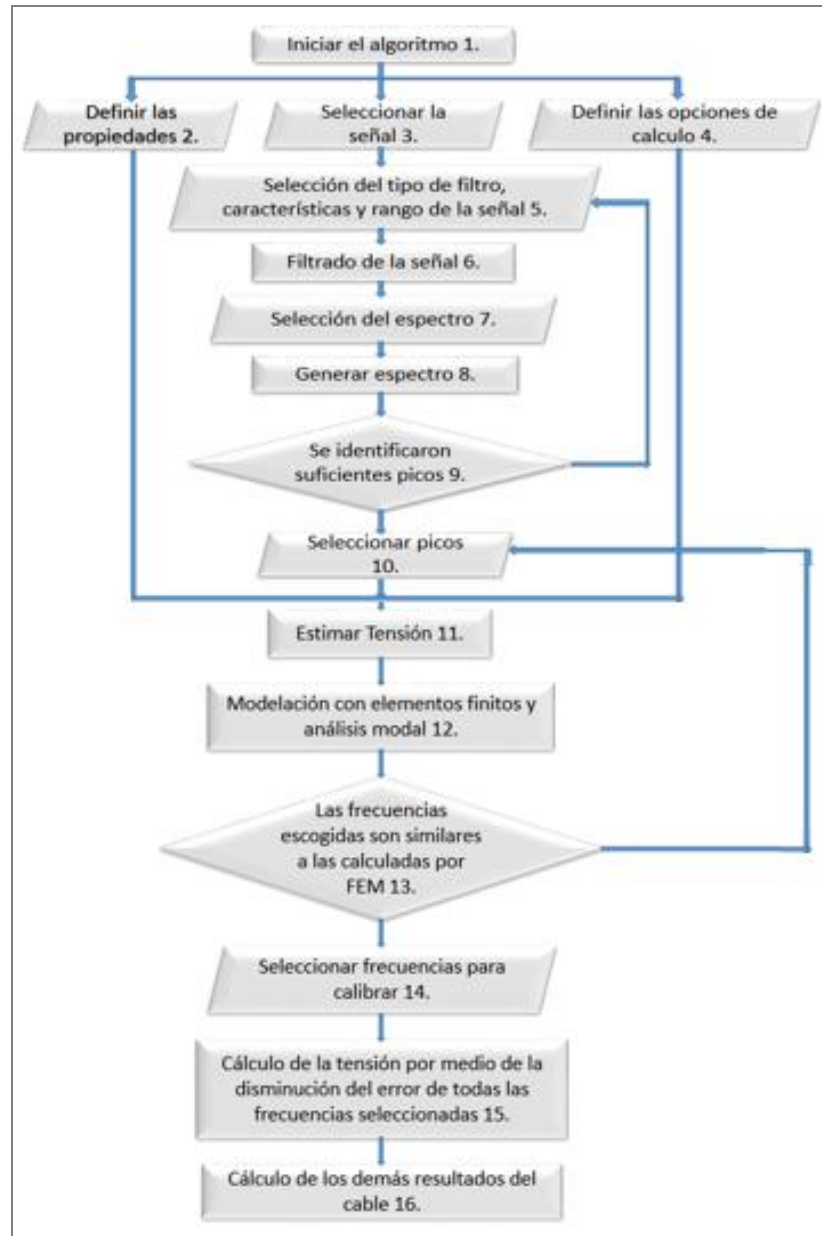 Iniciar el algoritmo 1.
Definir las
propiedades 2.
Seleccionar la
señal 3.
Definir las opciones de
calculo 4.
Selección del tipo de filtro,
características y rango de la señal 5.
Filtrado de la señal 6.
Selección del espectro 7.
Generar espectro 8.
Se identificaron
suficientes picos 9.
Seleccionar picos
10.
Estimar Tensión 11.
Modelación con elementos finitos y
análisis modal 12.
Las frecuencias
escogidas son similares
a las calculadas por
FEM 13.
Seleccionar frecuencias para
calibrar 14.
Cálculo de la tensión por medio de la
disminución del error de todas las
frecuencias seleccionadas 15.
Cálculo de los demás resultados del
cable 16.